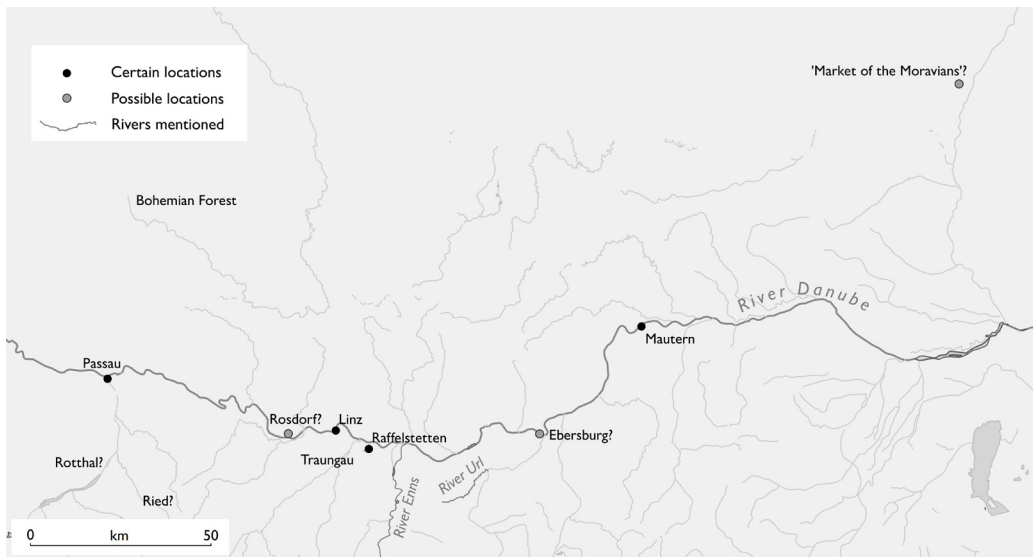 Certain locations
Possible locations
Rivers mentioned
'Market of the Moravians'?
Bohemian Forest
River Danube
Mautern
Passau
Rosdorf?
Linz
Raffelstetten
Ebersburg?
Traungau
Rotthal?
River Url
River Enns
Ried?
0 km 50